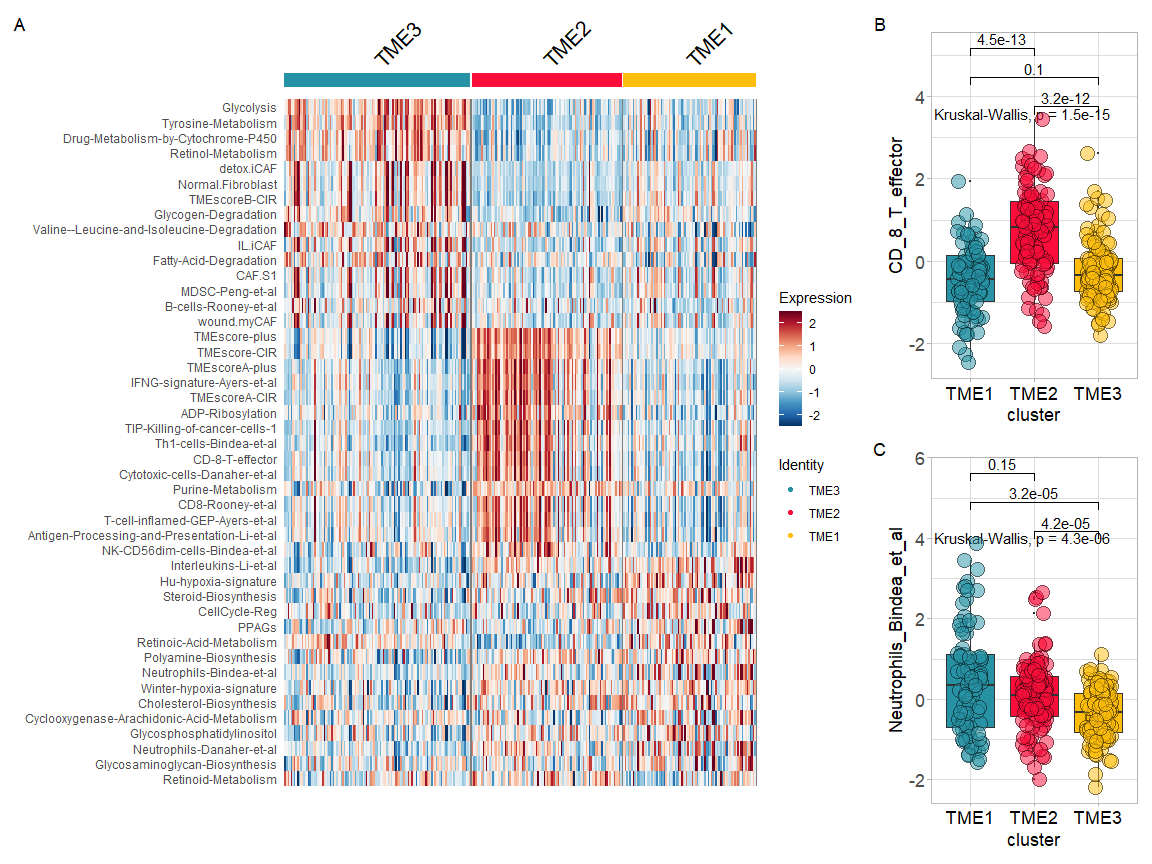 A
TME3
TME2
TME1
Glycolysis
Tyrosine-Metabolism
Drug-Metabolism-by-Cytochrome-P450
Retinol-Metabolism
detox.iCAF
Normal.Fibroblast
TMEscoreB-CIR
Glycogen-Degradation
Valine--Leucine-and-Isoleucine-Degradation
IL.iCAF
Fatty-Acid-Degradation
CAF.S1
MDSC-Peng-et-al
B-cells-Rooney-et-al
wound.myCAF
TMEscore-plus
TMEscore-CIR
TMEscoreA-plus
IFNG-signature-Ayers-et-al
TMEscoreA-CIR
ADP-Ribosylation
TIP-Killing-of-cancer-cells-1
Th1-cells-Bindea-et-al
CD-8-T-effector
Cytotoxic-cells-Danaher-et-al
Purine-Metabolism
CD8-Rooney-et-al
T-cell-inflamed-GEP-Ayers-et-al
Antigen-Processing-and-Presentation-Li-et-al
NK-CD56dim-cells-Bindea-et-al
Interleukins-Li-et-al
Hu-hypoxia-signature
Steroid-Biosynthesis
CellCycle-Reg
PPAGs
Retinoic-Acid-Metabolism
Polyamine-Biosynthesis
Neutrophils-Bindea-et-al
Winter-hypoxia-signature
Cholesterol-Biosynthesis
Cyclooxygenase-Arachidonic-Acid-Metabolism
Glycosphosphatidylinositol
Neutrophils-Danaher-et-al
Glycosaminoglycan-Biosynthesis
Retinoid-Metabolism
Expression
2
1
0
-1
-2
Identity
TME3
TME2
TME1
B
4.5e-13
0.1
3.2e-12
Kruskal-Wallis, p = 1.5e-15
CD_8_T_effector
4
2
0
-2
TME1 TME2 TME3
cluster
C
0.15
3.2e-05
4.2e-05
Kruskal-Wallis, p = 4.3e-06
Neutrophils_Bindea_et_al
6
4
2
0
-2
TME1 TME2 TME3
cluster